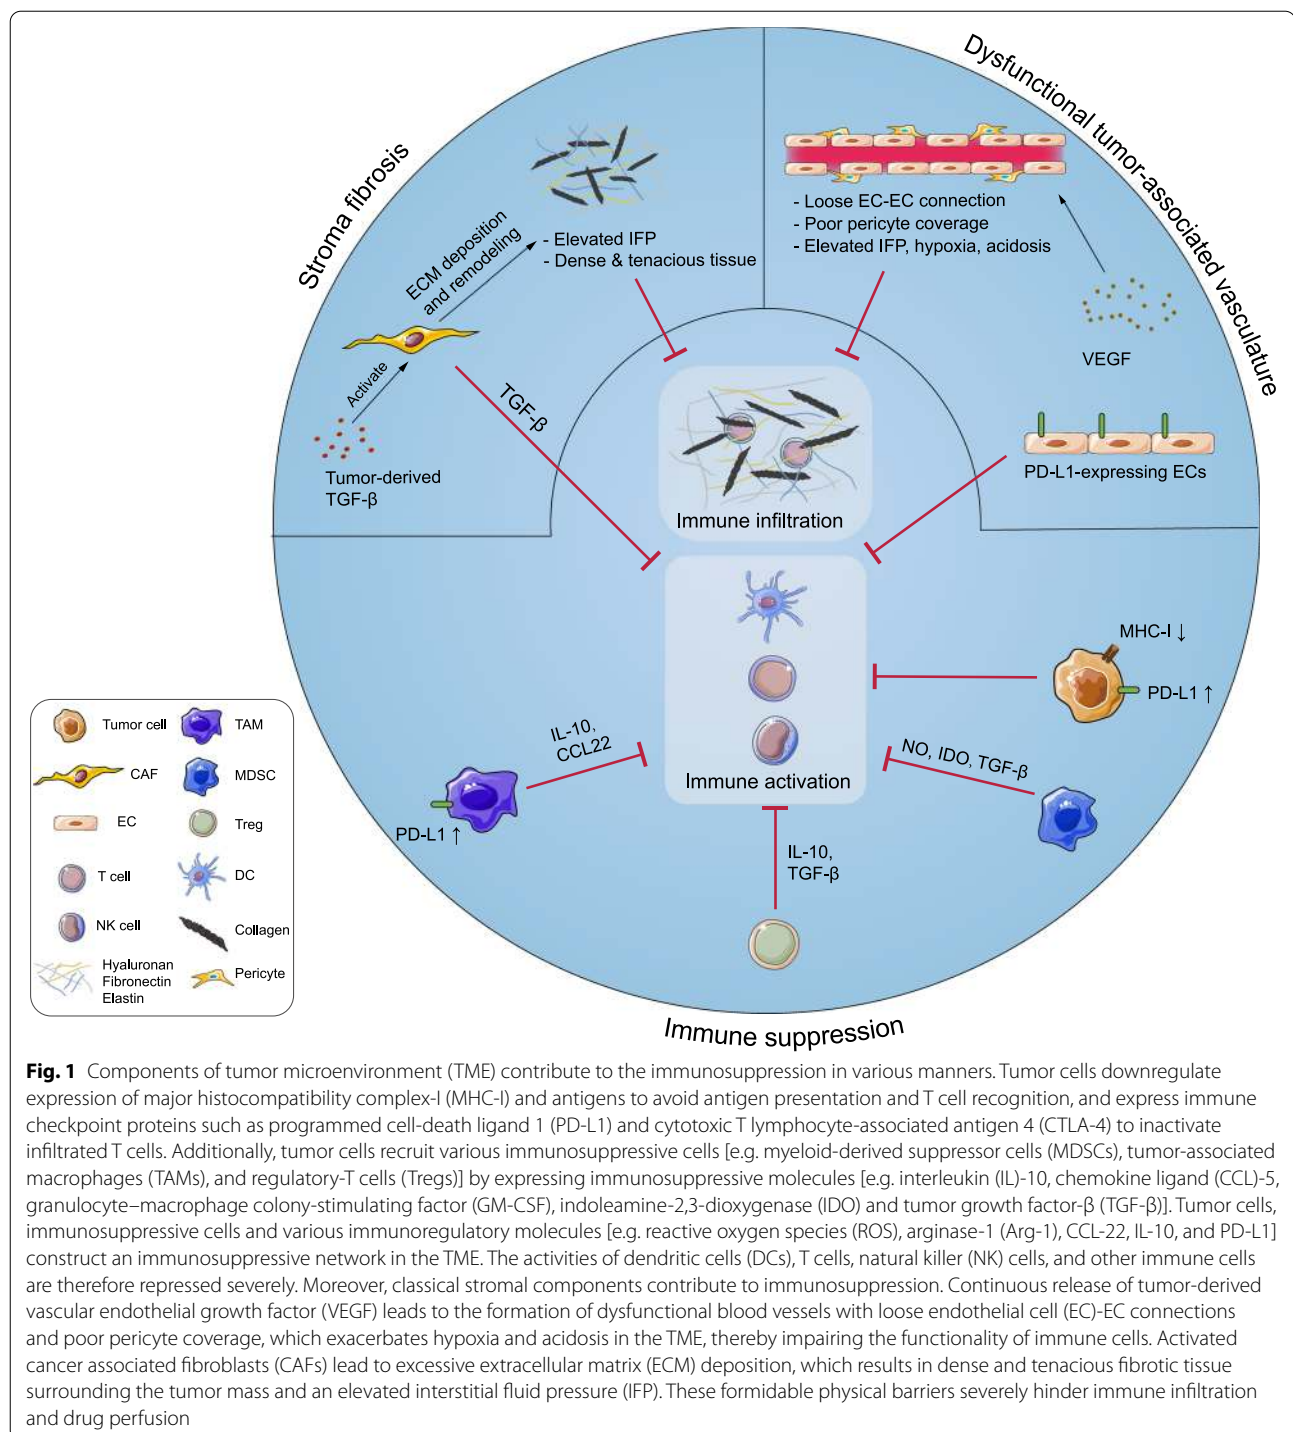 Stroma fibrosis
Dysfunctional tumor-associated vasculature
ECM deposition
and remodeling
- Elevated IFP
- Dense & tenacious tissue
Activate
Tumor-derived
TGF-β
TGF-β
- Loose EC-EC connection
- Poor pericyte coverage
- Elevated IFP, hypoxia, acidosis
VEGF
PD-L1-expressing ECs
Immune infiltration
Immune activation
MHC-I ↓
PD-L1 ↑
NO, IDO, TGF-β
IL-10,
CCL22
PD-L1 ↑
IL-10,
TGF-β
Immune suppression
Tumor cell
TAM
CAF
MDSC
EC
Treg
T cell
DC
NK cell
Collagen
Hyaluronan
Fibronectin
Elastin
Pericyte
Fig. 1 Components of tumor microenvironment (TME) contribute to the immunosuppression in various manners. Tumor cells downregulate
expression of major histocompatibility complex-I (MHC-I) and antigens to avoid antigen presentation and T cell recognition, and express immune
checkpoint proteins such as programmed cell-death ligand 1 (PD-L1) and cytotoxic T lymphocyte-associated antigen 4 (CTLA-4) to inactivate
infiltrated T cells. Additionally, tumor cells recruit various immunosuppressive cells [e.g. myeloid-derived suppressor cells (MDSCs), tumor-associated
macrophages (TAMs), and regulatory-T cells (Tregs)] by expressing immunosuppressive molecules [e.g. interleukin (IL)-10, chemokine ligand (CCL)-5,
granulocyte–macrophage colony-stimulating factor (GM-CSF), indoleamine-2,3-dioxygenase (IDO) and tumor growth factor-β (TGF-β)]. Tumor cells,
immunosuppressive cells and various immunoregulatory molecules [e.g. reactive oxygen species (ROS), arginase-1 (Arg-1), CCL-22, IL-10, and PD-L1]
construct an immunosuppressive network in the TME. The activities of dendritic cells (DCs), T cells, natural killer (NK) cells, and other immune cells
are therefore repressed severely. Moreover, classical stromal components contribute to immunosuppression. Continuous release of tumor-derived
vascular endothelial growth factor (VEGF) leads to the formation of dysfunctional blood vessels with loose endothelial cell (EC)-EC connections
and poor pericyte coverage, which exacerbates hypoxia and acidosis in the TME, thereby impairing the functionality of immune cells. Activated
cancer associated fibroblasts (CAFs) lead to excessive extracellular matrix (ECM) deposition, which results in dense and tenacious fibrotic tissue
surrounding the tumor mass and an elevated interstitial fluid pressure (IFP). These formidable physical barriers severely hinder immune infiltration
and drug perfusion